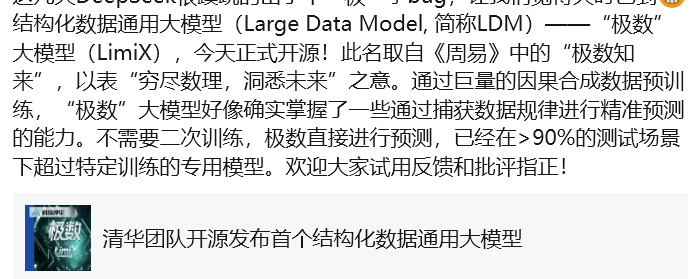 结构化数据通用大模型（Large Data Model, 简称LDM）——“极数”
大模型（LimiX），今天正式开源！此名取自《周易》中的“极数知
来”，以表“穷尽数理，洞悉未来”之意。通过巨量的因果合成数据预训
练，“极数”大模型好像确实掌握了一些通过捕获数据规律进行精准预测
的能力。不需要二次训练，极数直接进行预测，已经在>90%的测试场景
下超过特定训练的专用模型。欢迎大家试用反馈和批评指正！
极数
LimiX
清华团队开源发布首个结构化数据通用大模型